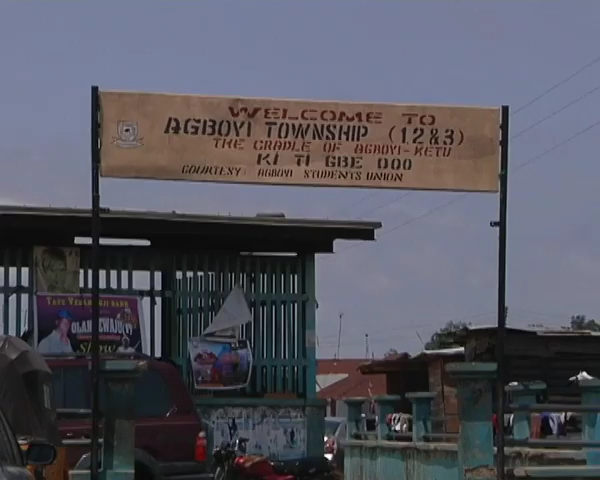 WELCOME TO
AGBOYI TOWNSHIP (1,2&3)
THE CRADLE OF AGBOYI-KETU
KI TI GBE OOO
COURTESY: AGBOYI STUDENTS UNION